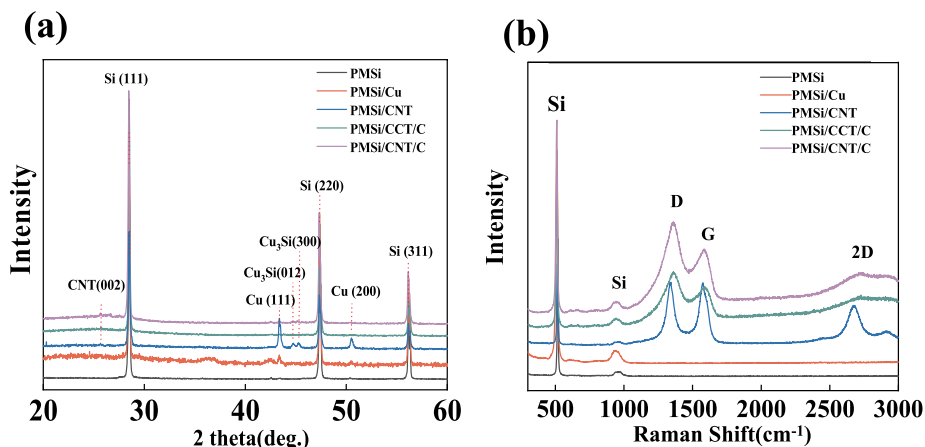 (a)
Intensity
Si (111)
PMSi
PMSi/Cu
PMSi/CNT
PMSi/CCT/C
PMSi/CNT/C
Si (220)
Cu₃Si(300)
Si (311)
CNT(002)
Cu₃Si(012)
Cu (111)
Cu (200)
20 30 40 50 60
2 theta(deg.)
(b)
Intensity
PMSi
PMSi/Cu
PMSi/CNT
PMSi/CCT/C
PMSi/CNT/C
Si
D
G
2D
Si
500 1000 1500 2000 2500 3000
Raman Shift(cm⁻¹)